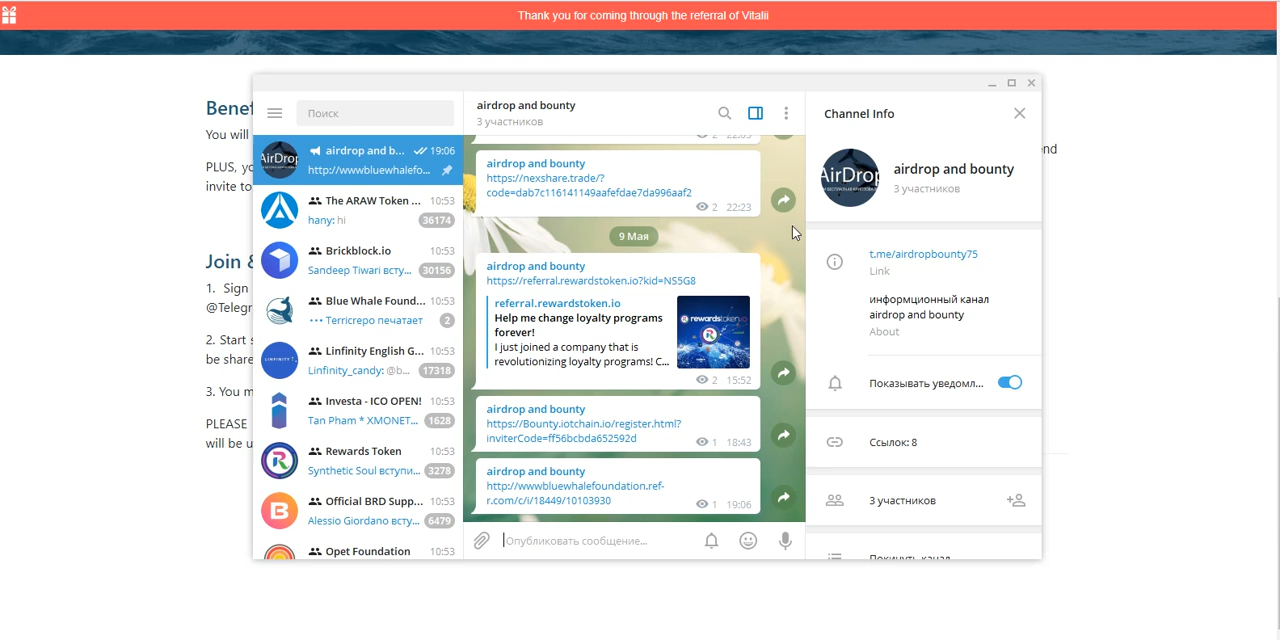 Thank you for coming through the referral of Vitalii
Benef
You will
PLUS, yo
invite to
end
Join &
1. Sign
@Telegr
2. Start s
be share
3. You m
PLEASE
will be u
Поиск
airdrop and b... 19:06
http://wwwbluewhalefo...
The ARAW Token ... 10:53
hany: hi 36174
Brickblock.io 10:53
Sandeep Tiwari всту... 30156
Blue Whale Found... 10:53
••• Terricrepo печатает 2
Linfinity English G... 10:53
Linfinity_candy: @b... 17318
Investa - ICO OPEN! 10:53
Tan Pham * XMONET... 1628
Rewards Token 10:53
Synthetic Soul вступи... 3278
Official BRD Supp... 10:53
Alessio Giordano всту... 6479
Opet Foundation 10:53
AirDrop
LINFINITY
airdrop and bounty
3 участников
airdrop and bounty
https://nexshare.trade/?
code=dab7c116141149aafefdae7da996aaf2
2 22:23
9 Мая
airdrop and bounty
https://referral.rewardstoken.io?kid=NS5G8
referral.rewardstoken.io
Help me change loyalty programs
forever!
I just joined a company that is
revolutionizing loyalty programs! C...
rewardstoken.io
2 15:52
airdrop and bounty
https://Bounty.iotchain.io/register.html?
inviterCode=ff56bcbda652592d
1 18:43
airdrop and bounty
http://wwwbluewhalefoundation.ref-
r.com/c/i/18449/10103930
1 19:06
Опубликовать сообщение...
Channel Info
AirDrop
airdrop and bounty
3 участников
t.me/airdropbounty75
Link
информционный канал
airdrop and bounty
About
Показывать уведомл...
Ссылок: 8
3 участников
Покинуть канал